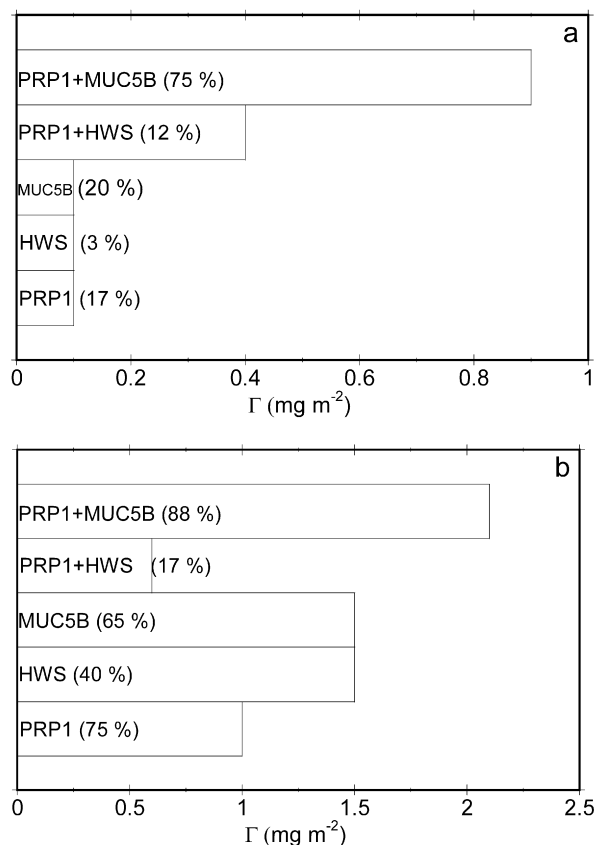 a
PRP1+MUC5B (75 %)
PRP1+HWS (12 %)
MUC5B (20 %)
HWS (3 %)
PRP1 (17 %)
0 0.2 0.4 0.6 0.8 1
Γ (mg m⁻²)
b
PRP1+MUC5B (88 %)
PRP1+HWS (17 %)
MUC5B (65 %)
HWS (40 %)
PRP1 (75 %)
0 0.5 1 1.5 2 2.5
Γ (mg m⁻²)